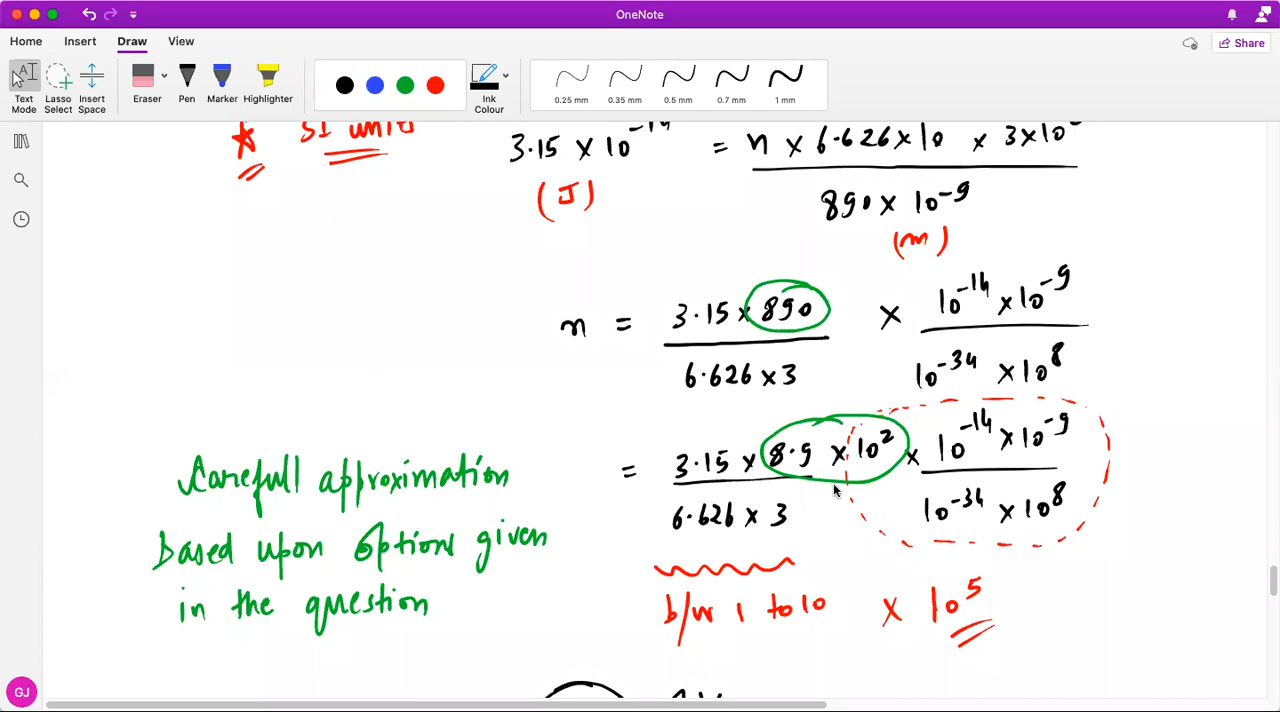 OneNote
Home Insert Draw View
Share
Text Mode
Lasso Select
Insert Space
Eraser
Pen
Marker
Highlighter
Ink Colour
0.25 mm 0.35 mm 0.5 mm 0.7 mm 1 mm
SI units
3.15 × 10⁻¹⁴ = n × 6.626×10 × 3×10
(J)
890 × 10⁻⁹
(m)
n = 3.15 × 890 × 10⁻¹⁴ × 10⁻⁹
6.626 × 3 10⁻³⁴ × 10⁸
= 3.15 × 8.9 × 10² × 10⁻¹⁴ × 10⁻⁹
6.626 × 3 10⁻³⁴ × 10⁸
Carefull approximation
based upon options given
in the question
b/w 1 to 10 × 10⁵
GJ